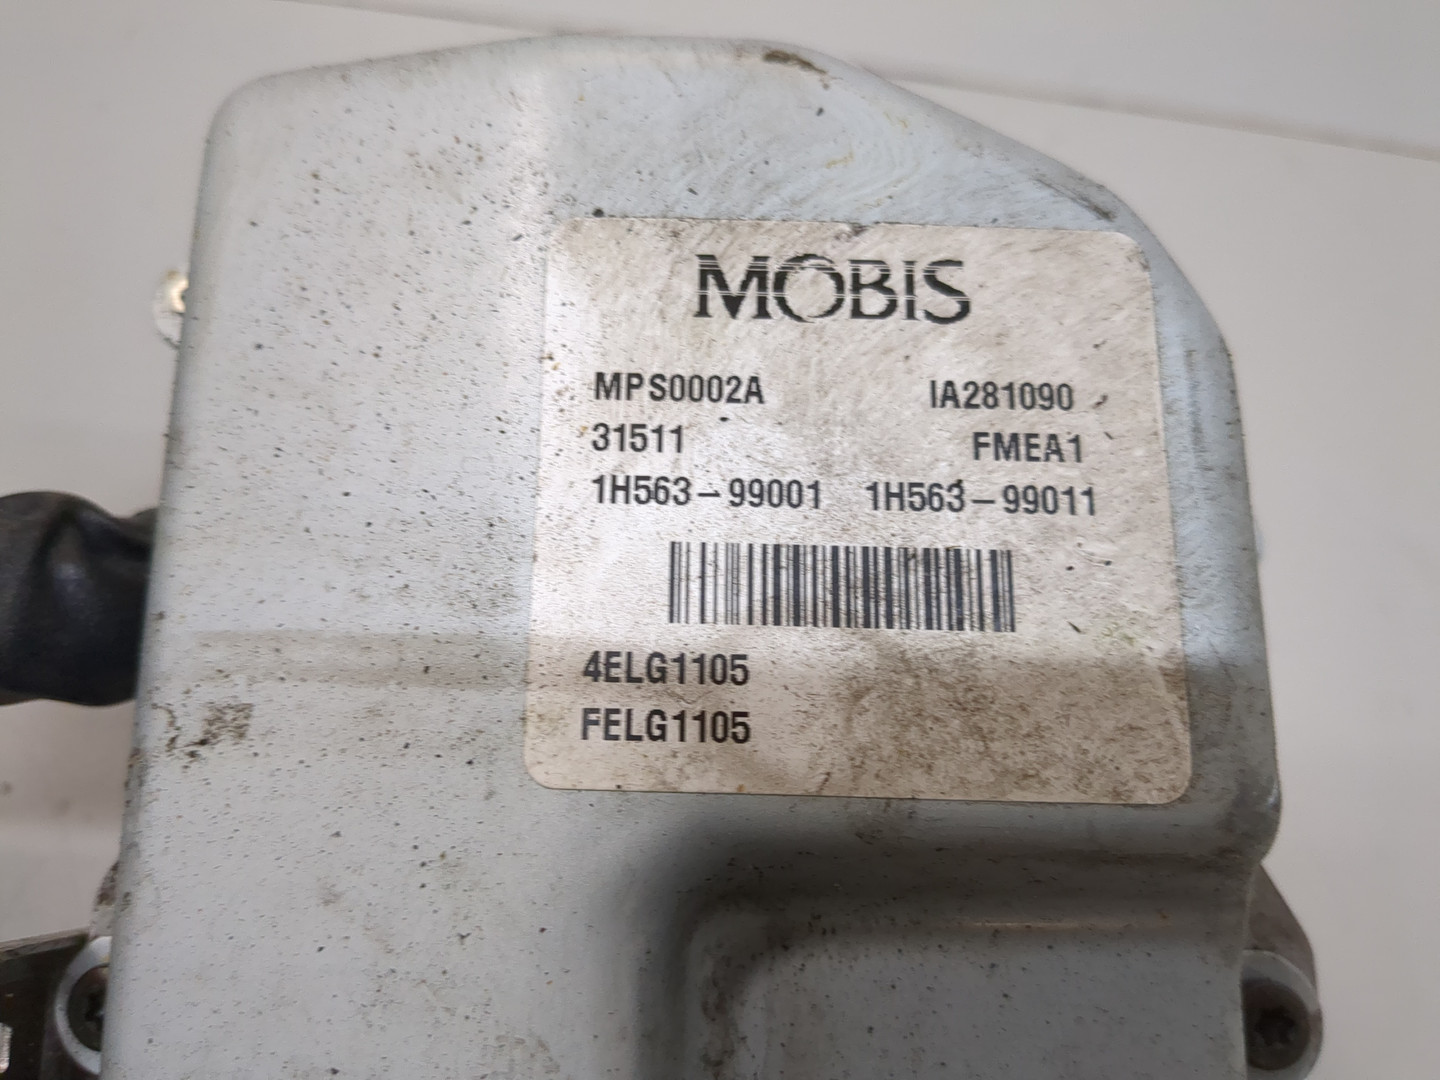 MOBIS
MPS0002A IA281090
31511 FMEA1
1H563-99001 1H563-99011
4ELG1105
FELG1105